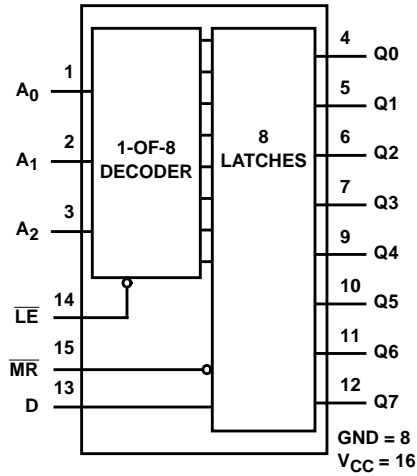 1
A0
2
A1
3
A2
1-OF-8
DECODER
8
LATCHES
14
LE
15
MR
13
D
4
Q0
5
Q1
6
Q2
7
Q3
9
Q4
10
Q5
11
Q6
12
Q7
GND = 8
VCC = 16